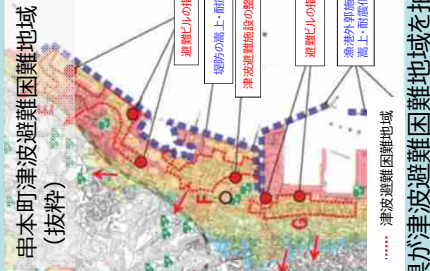 串本町津波避難困難地域
(抜粋)
避難ビルの指
堤防の嵩上・耐震
津波避難施設の整
避難ビルの指
漁港外郭施
嵩上・耐震化
F
G
津波避難困難地域
が津波避難困難地域を